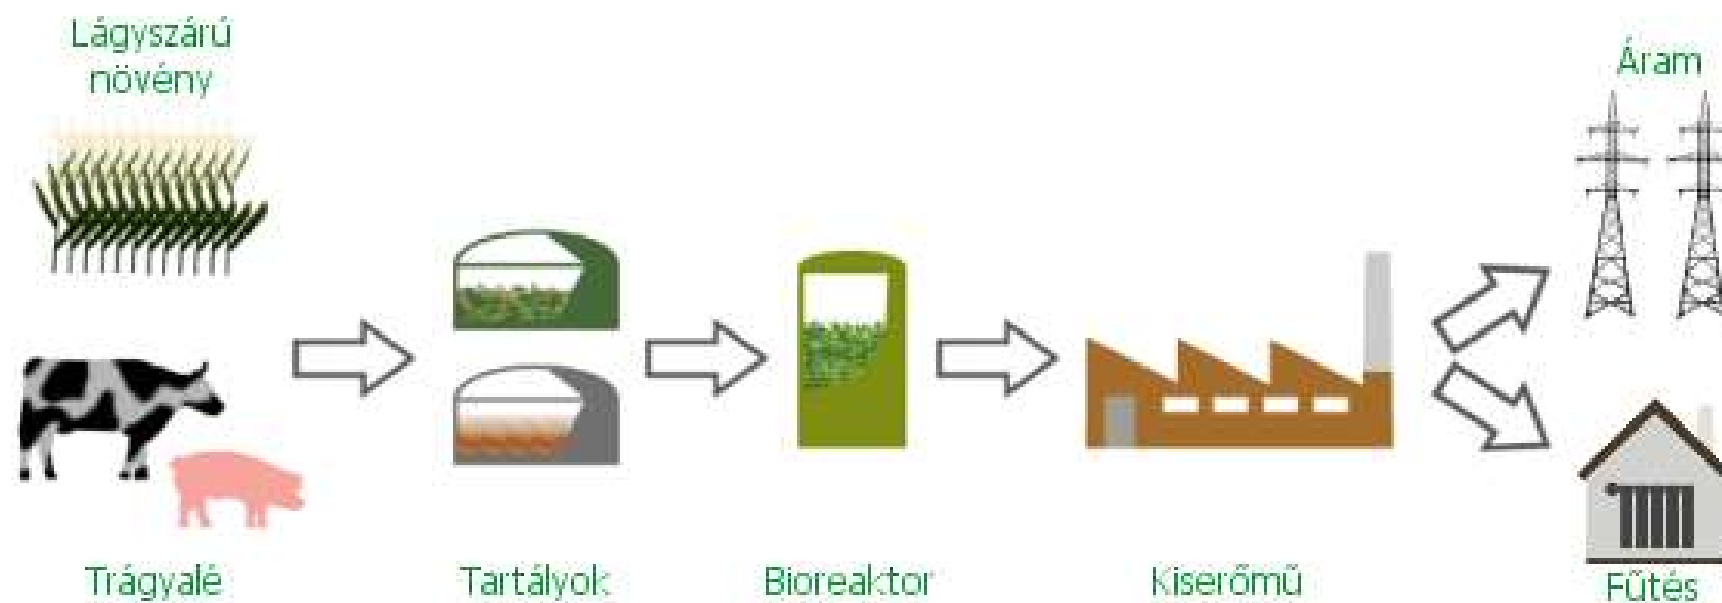 Lágyszárú
növény
Áram
Trágyalé
Tartályok
Bioreaktor
Kiserőmű
Fűtés